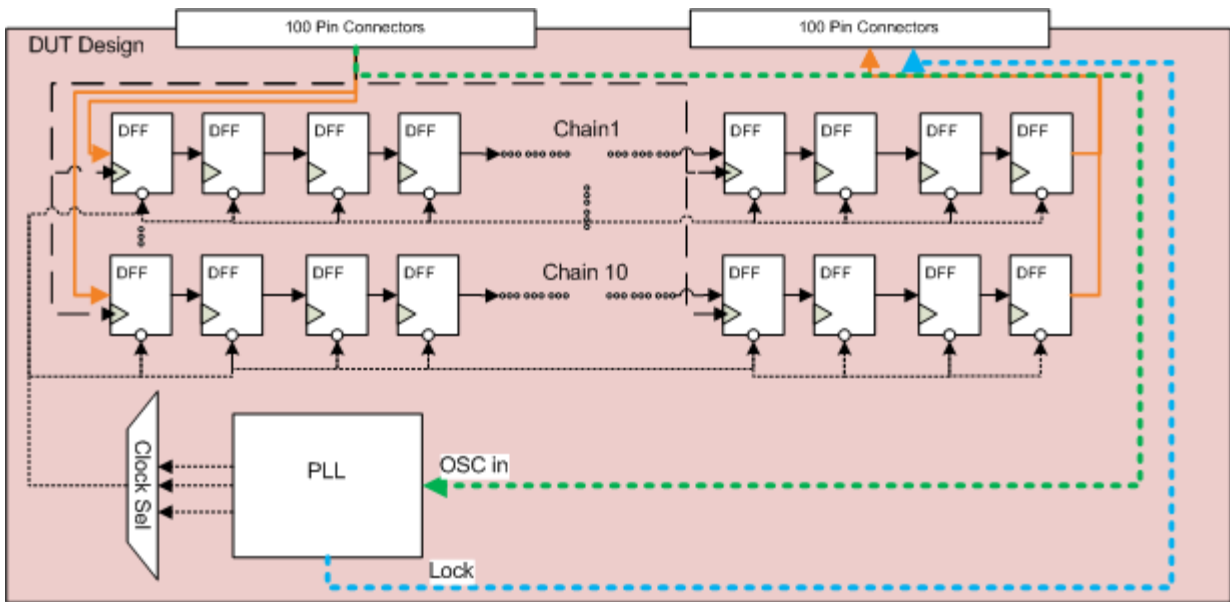 100 Pin Connectors
100 Pin Connectors
DUT Design
DFF DFF DFF DFF Chain1 DFF DFF DFF DFF
DFF DFF DFF DFF Chain 10 DFF DFF DFF DFF
Clock Sel
PLL
OSC in
Lock